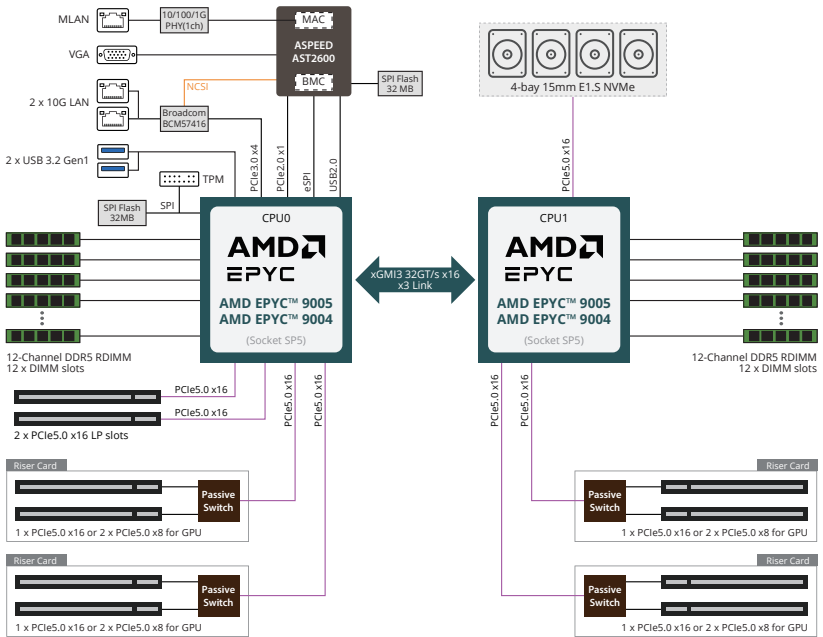 MLAN
10/100/1G
PHY(1ch)
MAC
ASPEED
AST2600
BMC
VGA
NCSI
SPI Flash
32 MB
2 x 10G LAN
Broadcom
BCM57416
2 x USB 3.2 Gen1
TPM
SPI
SPI Flash
32MB
PCIe3.0 x4
PCIe2.0 x1
eSPI
USB2.0
4-bay 15mm E1.S NVMe
PCIe5.0 x16
CPU0
AMD
EPYC
AMD EPYC™ 9005
AMD EPYC™ 9004
(Socket SP5)
xGMI3 32GT/s x16
x3 Link
CPU1
AMD
EPYC
AMD EPYC™ 9005
AMD EPYC™ 9004
(Socket SP5)
12-Channel DDR5 RDIMM
12 x DIMM slots
12-Channel DDR5 RDIMM
12 x DIMM slots
PCIe5.0 x16
PCIe5.0 x16
2 x PCIe5.0 x16 LP slots
PCIe5.0 x16
PCIe5.0 x16
PCIe5.0 x16
PCIe5.0 x16
Riser Card
Passive
Switch
1 x PCIe5.0 x16 or 2 x PCIe5.0 x8 for GPU
Riser Card
Passive
Switch
1 x PCIe5.0 x16 or 2 x PCIe5.0 x8 for GPU
Riser Card
Passive
Switch
1 x PCIe5.0 x16 or 2 x PCIe5.0 x8 for GPU
Riser Card
Passive
Switch
1 x PCIe5.0 x16 or 2 x PCIe5.0 x8 for GPU